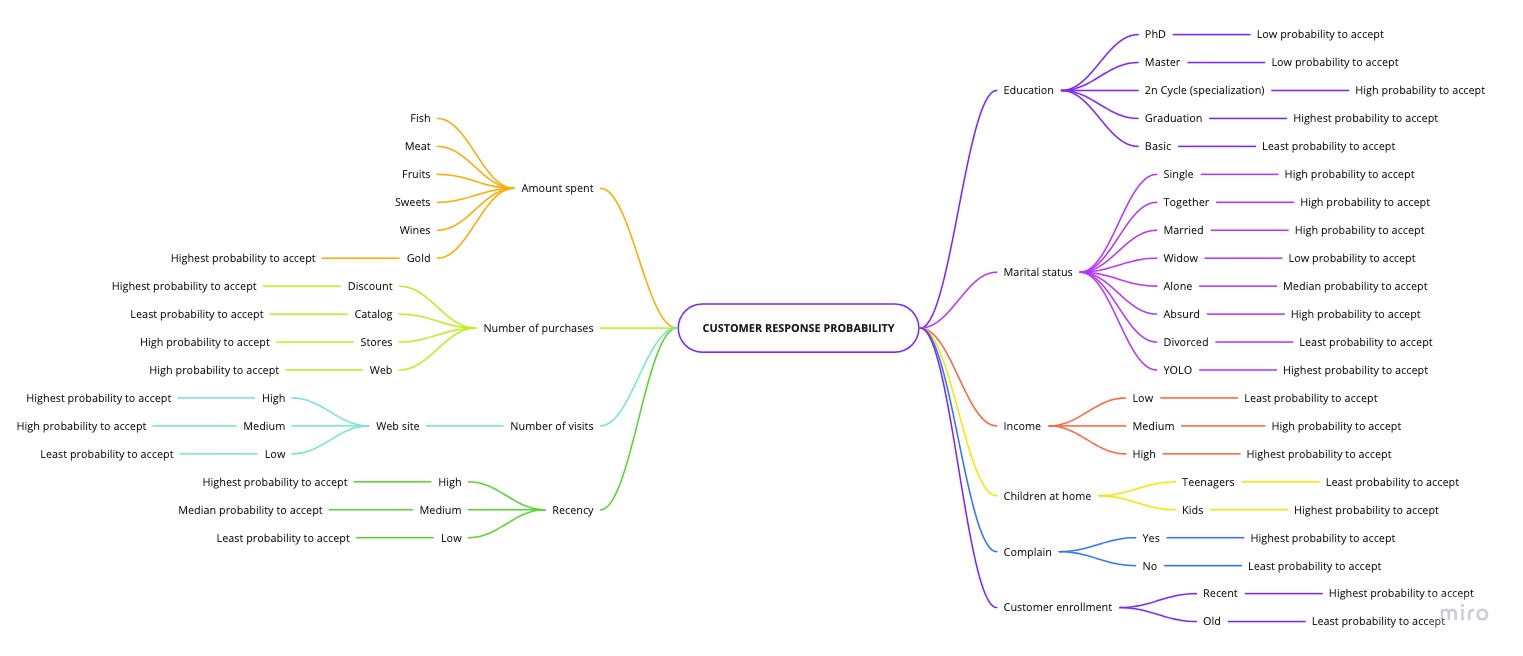 CUSTOMER RESPONSE PROBABILITY
Amount spent
Fish
Meat
Fruits
Sweets
Wines
Gold
Highest probability to accept
Number of purchases
Discount
Highest probability to accept
Catalog
Least probability to accept
Stores
High probability to accept
Web
High probability to accept
Number of visits
Web site
High
Highest probability to accept
Medium
High probability to accept
Low
Least probability to accept
Recency
High
Highest probability to accept
Medium
Median probability to accept
Low
Least probability to accept
Education
PhD
Low probability to accept
Master
Low probability to accept
2n Cycle (specialization)
High probability to accept
Graduation
Highest probability to accept
Basic
Least probability to accept
Marital status
Single
High probability to accept
Together
High probability to accept
Married
High probability to accept
Widow
Low probability to accept
Alone
Median probability to accept
Absurd
High probability to accept
Divorced
Least probability to accept
YOLO
Highest probability to accept
Income
Low
Least probability to accept
Medium
High probability to accept
High
Highest probability to accept
Children at home
Teenagers
Least probability to accept
Kids
Highest probability to accept
Complain
Yes
Highest probability to accept
No
Least probability to accept
Customer enrollment
Recent
Highest probability to accept
Old
Least probability to accept
miro